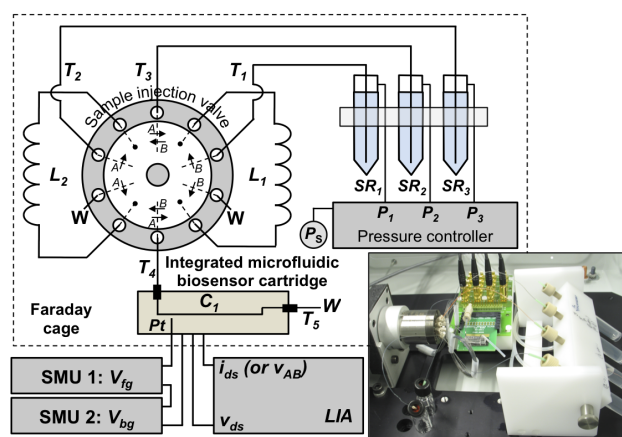 T2
T3
T1
Sample injection valve
A
B
A
B
A
B
A
B
A
B
A
B
L2
L1
W
W
SR1
SR2
SR3
P1
P2
P3
PS
Pressure controller
T4
Integrated microfluidic
biosensor cartridge
C1
W
Pt
T5
Faraday
cage
SMU 1: Vfg
SMU 2: Vbg
ids (or vAB)
vds
LIA